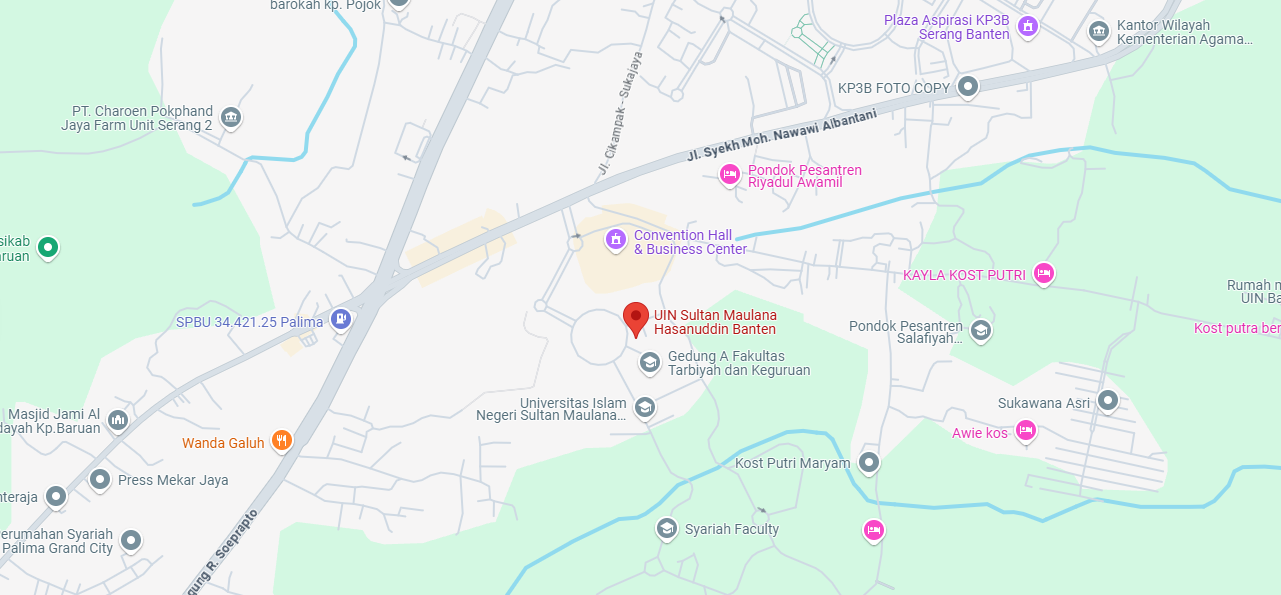 barokah kp. Pojok
Plaza Aspirasi KP3B
Serang Banten
Kantor Wilayah
Kementerian Agama...
KP3B FOTO COPY
PT. Charoen Pokphand
Jaya Farm Unit Serang 2
Jl. Cikampak - Sukajaya
Jl. Syekh Moh. Nawawi Albantani
Pondok Pesantren
Riyadul Awamil
sikab
aruan
Convention Hall
& Business Center
KAYLA KOST PUTRI
Rumah m
UIN Ba
SPBU 34.421.25 Palima
UIN Sultan Maulana
Hasanuddin Banten
Pondok Pesantren
Salafiyah...
Kost putra ber
Gedung A Fakultas
Tarbiyah dan Keguruan
Universitas Islam
Negeri Sultan Maulana...
Sukawana Asri
Masjid Jami Al
dayah Kp.Baruan
Wanda Galuh
Awie kos
Kost Putri Maryam
Press Mekar Jaya
nteraja
Syariah Faculty
erumahan Syariah
Palima Grand City
gung R. Soeprapto